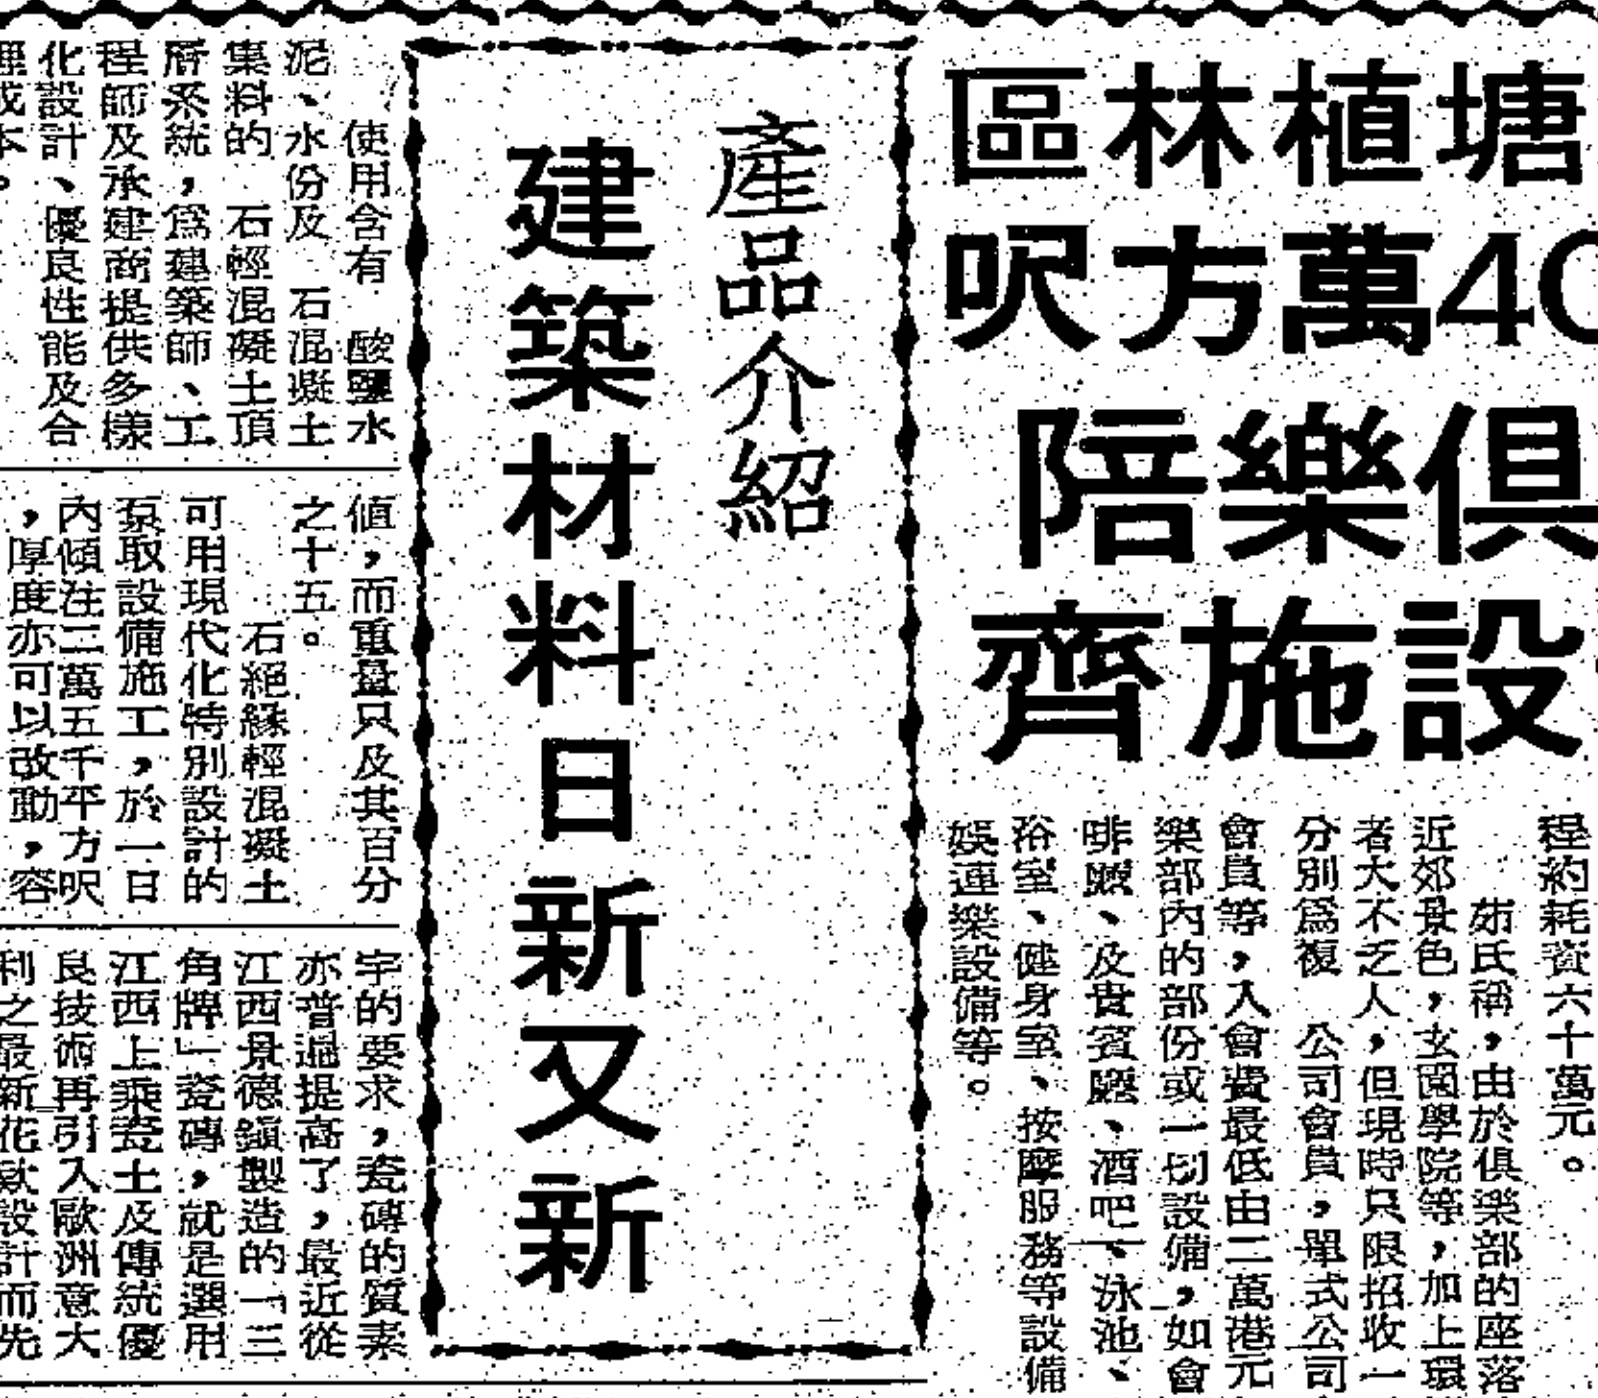 塘植林區
40萬方呎
俱樂陪
設施齊
程約耗資六十萬元。
茹氏稱，由於俱樂部的座落
近郊景色，玄圓學院等，加上環
者大不乏人，但現時只限招收一
分別為複 公司會員，單式公司
會員等，入會費最低由二萬港元
樂部內的部份或一切設備，如會
啡廳、及貴賓廳、酒吧、泳池、
浴室、健身室、按摩服務等設備
娛連樂設備等。
產品介紹
建築材料日新又新
使用含有 酸鹽水
泥、水份及 石混凝土
集料的 石輕混凝土頂
層系統，為建築師、工
程師及承建商提供多樣
化設計、優良性能及合
理成本。
値，而重量只及其百分
之十五。
石絕緣輕混凝土
可用現代化特別設計的
泵取設備施工，於一日
內傾注二萬五千平方呎
，厚度亦可以改動，容
宇的要求，瓷磚的質素
亦普遍提高了，最近從
江西景德鎮製造的「三
角牌」瓷磚，就是選用
江西上乘瓷土及傳統優
良技術再引入歐洲意大
利之最新花欵設計而先